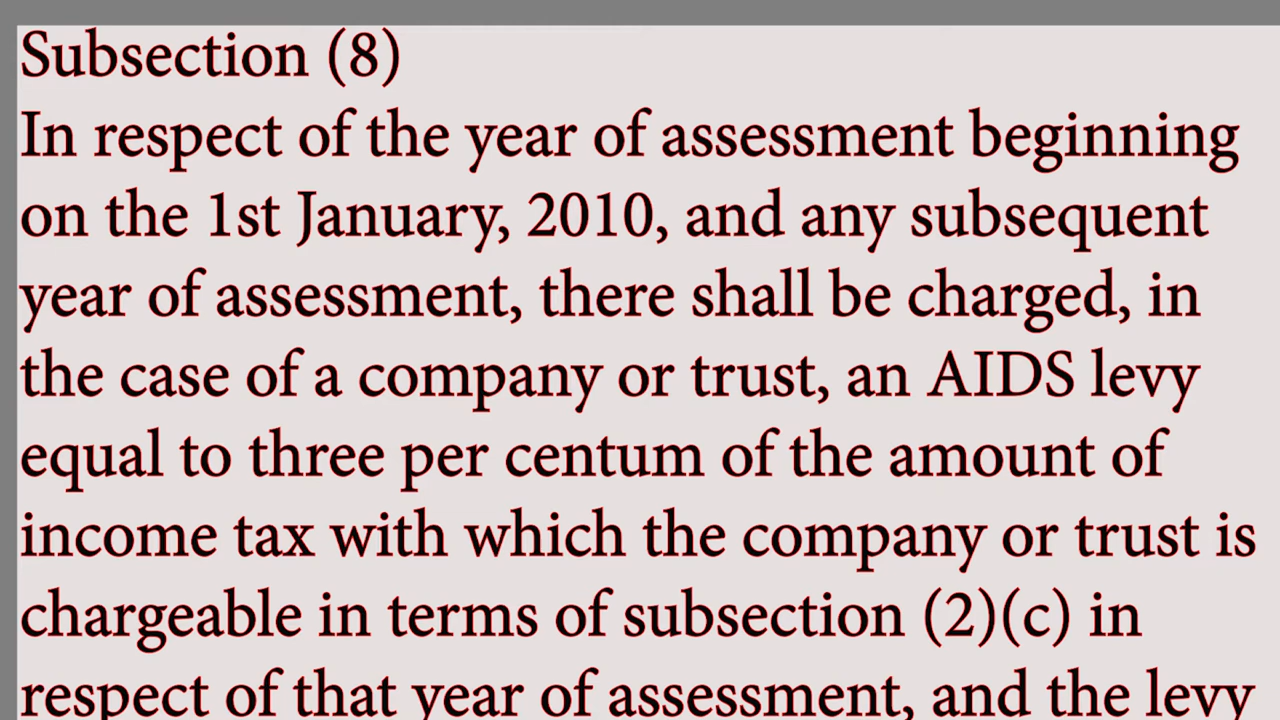 Subsection (8)
In respect of the year of assessment beginning
on the 1st January, 2010, and any subsequent
year of assessment, there shall be charged, in
the case of a company or trust, an AIDS levy
equal to three per centum of the amount of
income tax with which the company or trust is
chargeable in terms of subsection (2)(c) in
respect of that year of assessment, and the levy